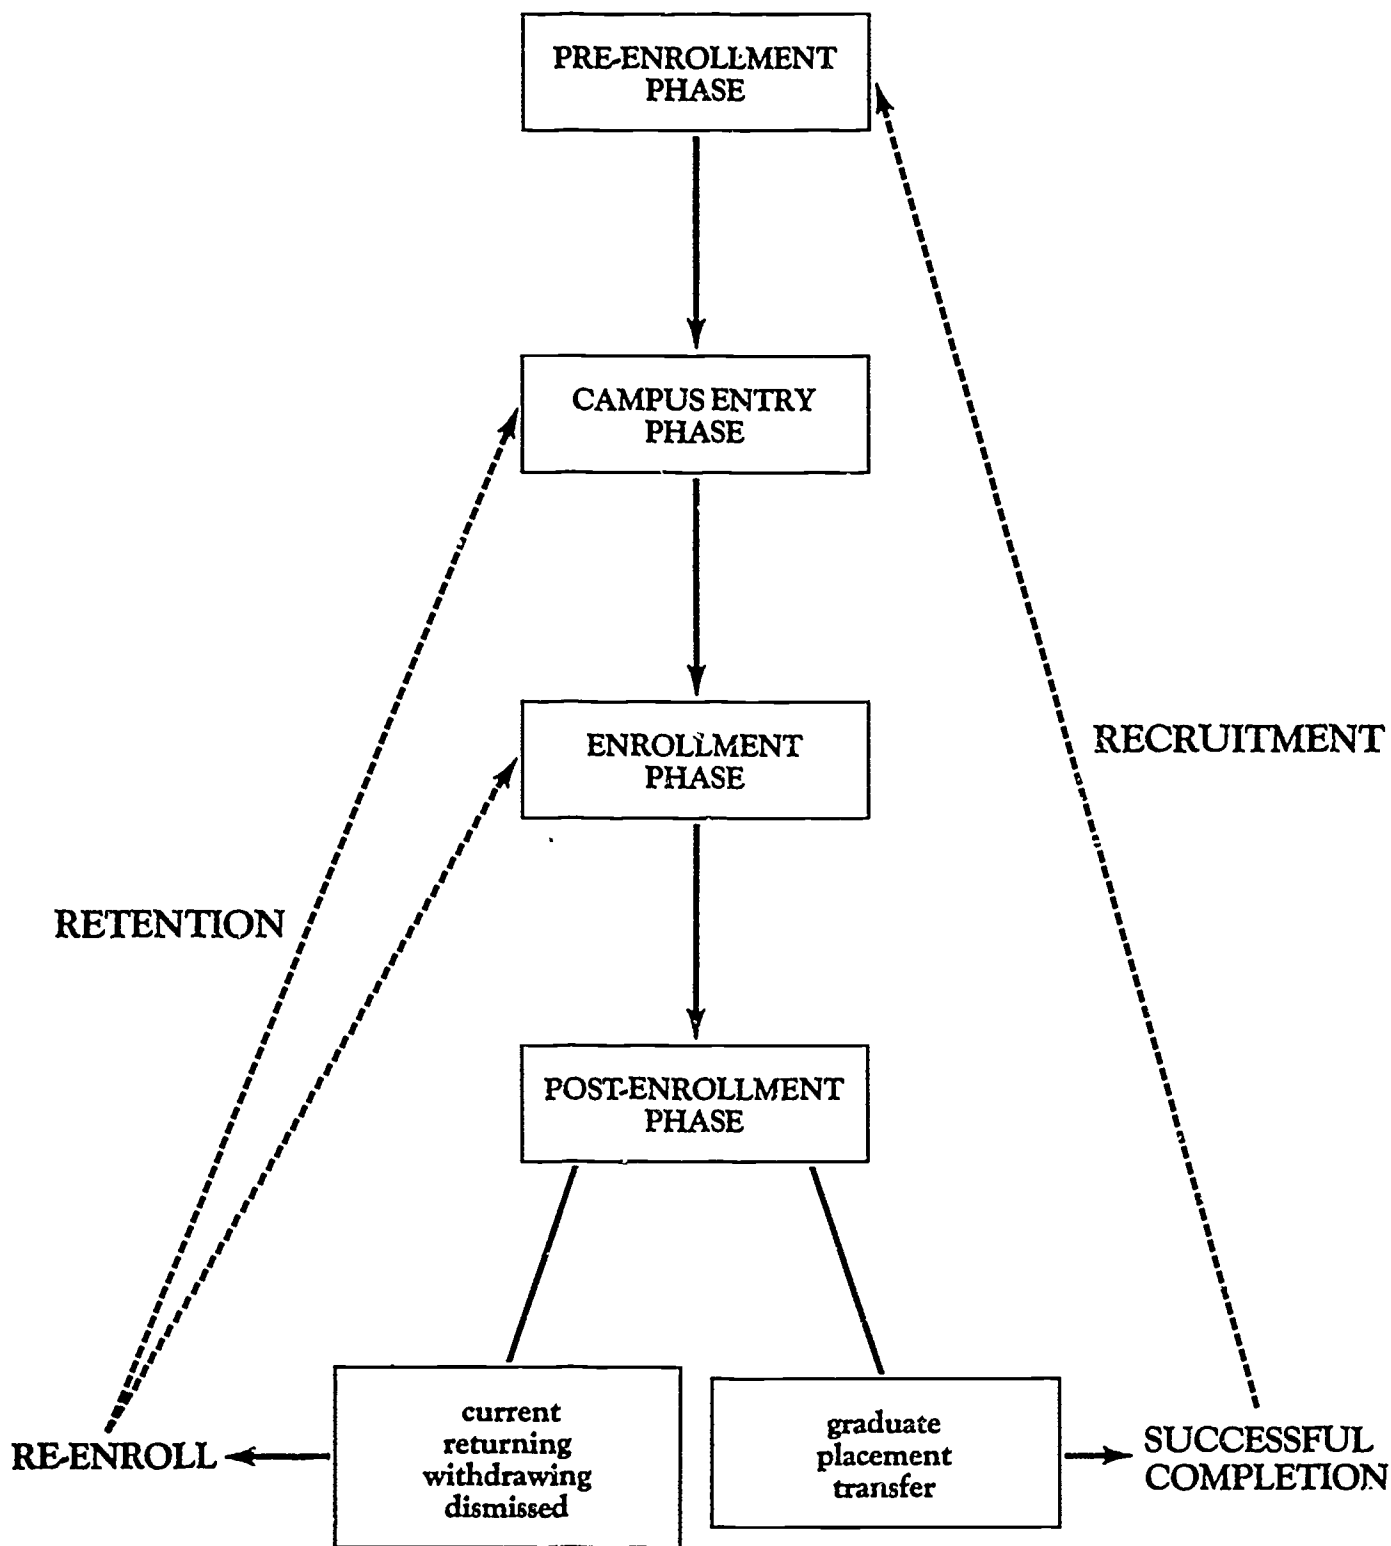 PRE-ENROLLMENT
PHASE
CAMPUS ENTRY
PHASE
ENROLLMENT
PHASE
RECRUITMENT
RETENTION
POST-ENROLLMENT
PHASE
RE-ENROLL
current
returning
withdrawing
dismissed
graduate
placement
transfer
SUCCESSFUL
COMPLETION